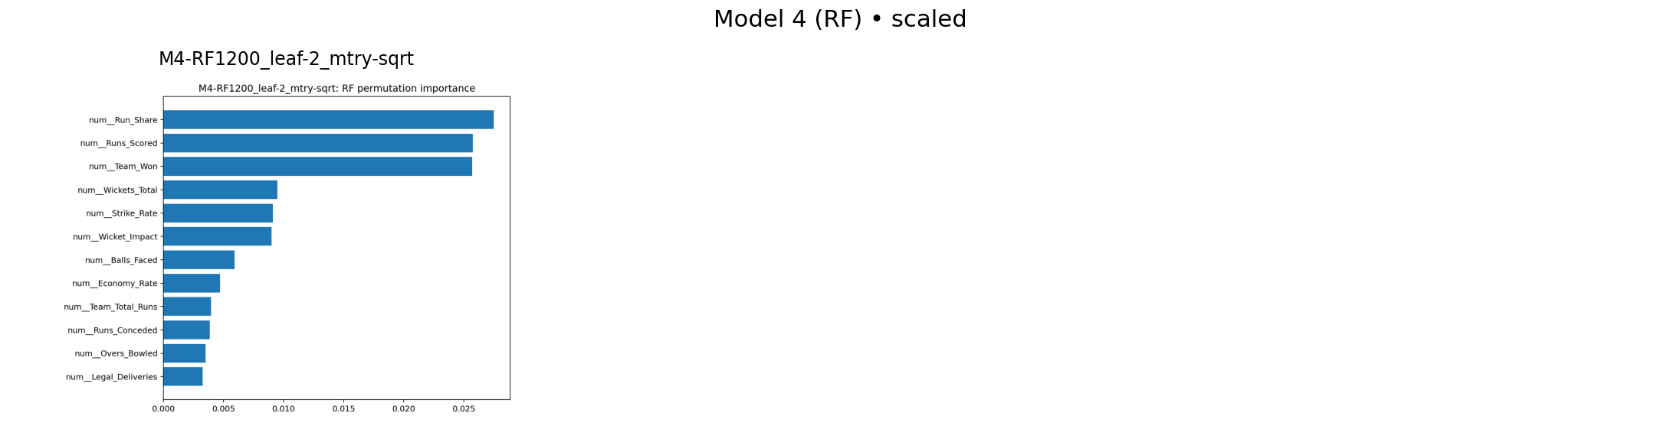 Model 4 (RF) • scaled
M4-RF1200_leaf-2_mtry-sqrt
M4-RF1200_leaf-2_mtry-sqrt: RF permutation importance
num__Run_Share
num__Runs_Scored
num__Team_Won
num__Wickets_Total
num__Strike_Rate
num__Wicket_Impact
num__Balls_Faced
num__Economy_Rate
num__Team_Total_Runs
num__Runs_Conceded
num__Overs_Bowled
num__Legal_Deliveries
0.000 0.005 0.010 0.015 0.020 0.025